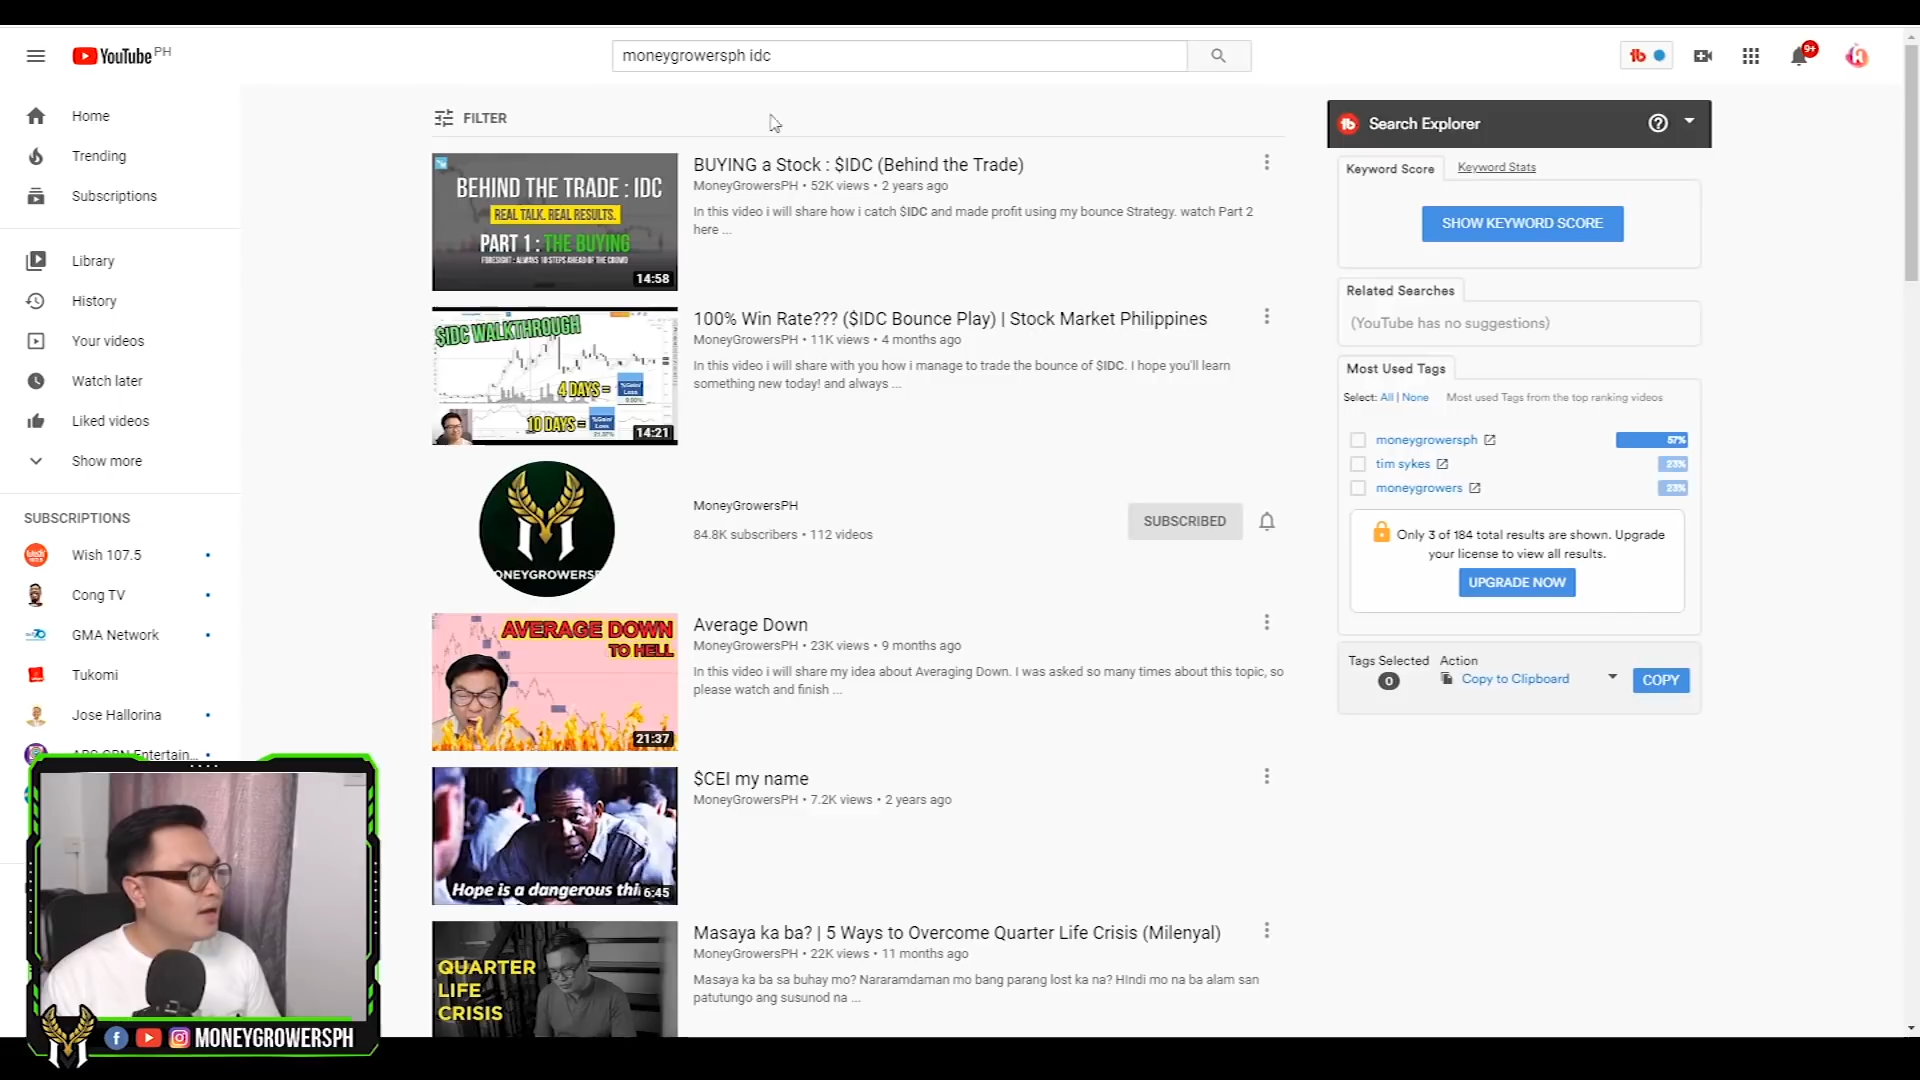 YouTube PH
moneygrowersph idc
9+
Home
Trending
Subscriptions
Library
History
Your videos
Watch later
Liked videos
Show more
SUBSCRIPTIONS
Wish 107.5
Cong TV
GMA Network
Tukomi
Jose Hallorina
FILTER
BEHIND THE TRADE : IDC
REAL TALK. REAL RESULTS.
PART 1 : THE BUYING
FORESIGHT : ALWAYS 10 STEPS AHEAD OF THE CROWD
14:58
BUYING a Stock : $IDC (Behind the Trade)
MoneyGrowersPH • 52K views • 2 years ago
In this video i will share how i catch $IDC and made profit using my bounce Strategy. watch Part 2
here ...
$IDC WALKTHROUGH
4 DAYS =
10 DAYS =
14:21
100% Win Rate??? ($IDC Bounce Play) | Stock Market Philippines
MoneyGrowersPH • 11K views • 4 months ago
In this video i will share with you how i manage to trade the bounce of $IDC. I hope you'll learn
something new today! and always ...
MoneyGrowersPH
84.8K subscribers • 112 videos
SUBSCRIBED
AVERAGE DOWN
TO HELL
21:37
Average Down
MoneyGrowersPH • 23K views • 9 months ago
In this video i will share my idea about Averaging Down. I was asked so many times about this topic, so
please watch and finish ...
Hope is a dangerous thi
6:45
$CEI my name
MoneyGrowersPH • 7.2K views • 2 years ago
QUARTER
LIFE
CRISIS
Masaya ka ba? | 5 Ways to Overcome Quarter Life Crisis (Milenyal)
MoneyGrowersPH • 22K views • 11 months ago
Masaya ka ba sa buhay mo? Nararamdaman mo bang parang lost ka na? HIndi mo na ba alam san
patutungo ang susunod na ...
Search Explorer
Keyword Score
Keyword Stats
SHOW KEYWORD SCORE
Related Searches
(YouTube has no suggestions)
Most Used Tags
Select: All | None Most used Tags from the top ranking videos
moneygrowersph 57%
tim sykes 23%
moneygrowers 23%
Only 3 of 184 total results are shown. Upgrade
your license to view all results.
UPGRADE NOW
Tags Selected
0
Action
Copy to Clipboard
COPY
MONEYGROWERSPH